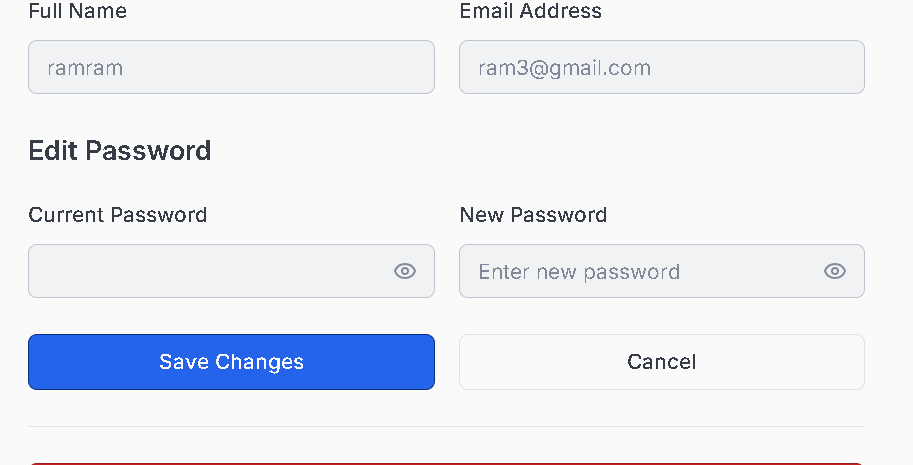 Full Name
Email Address
ramram
ram3@gmail.com
Edit Password
Current Password
New Password
Enter new password
Save Changes
Cancel